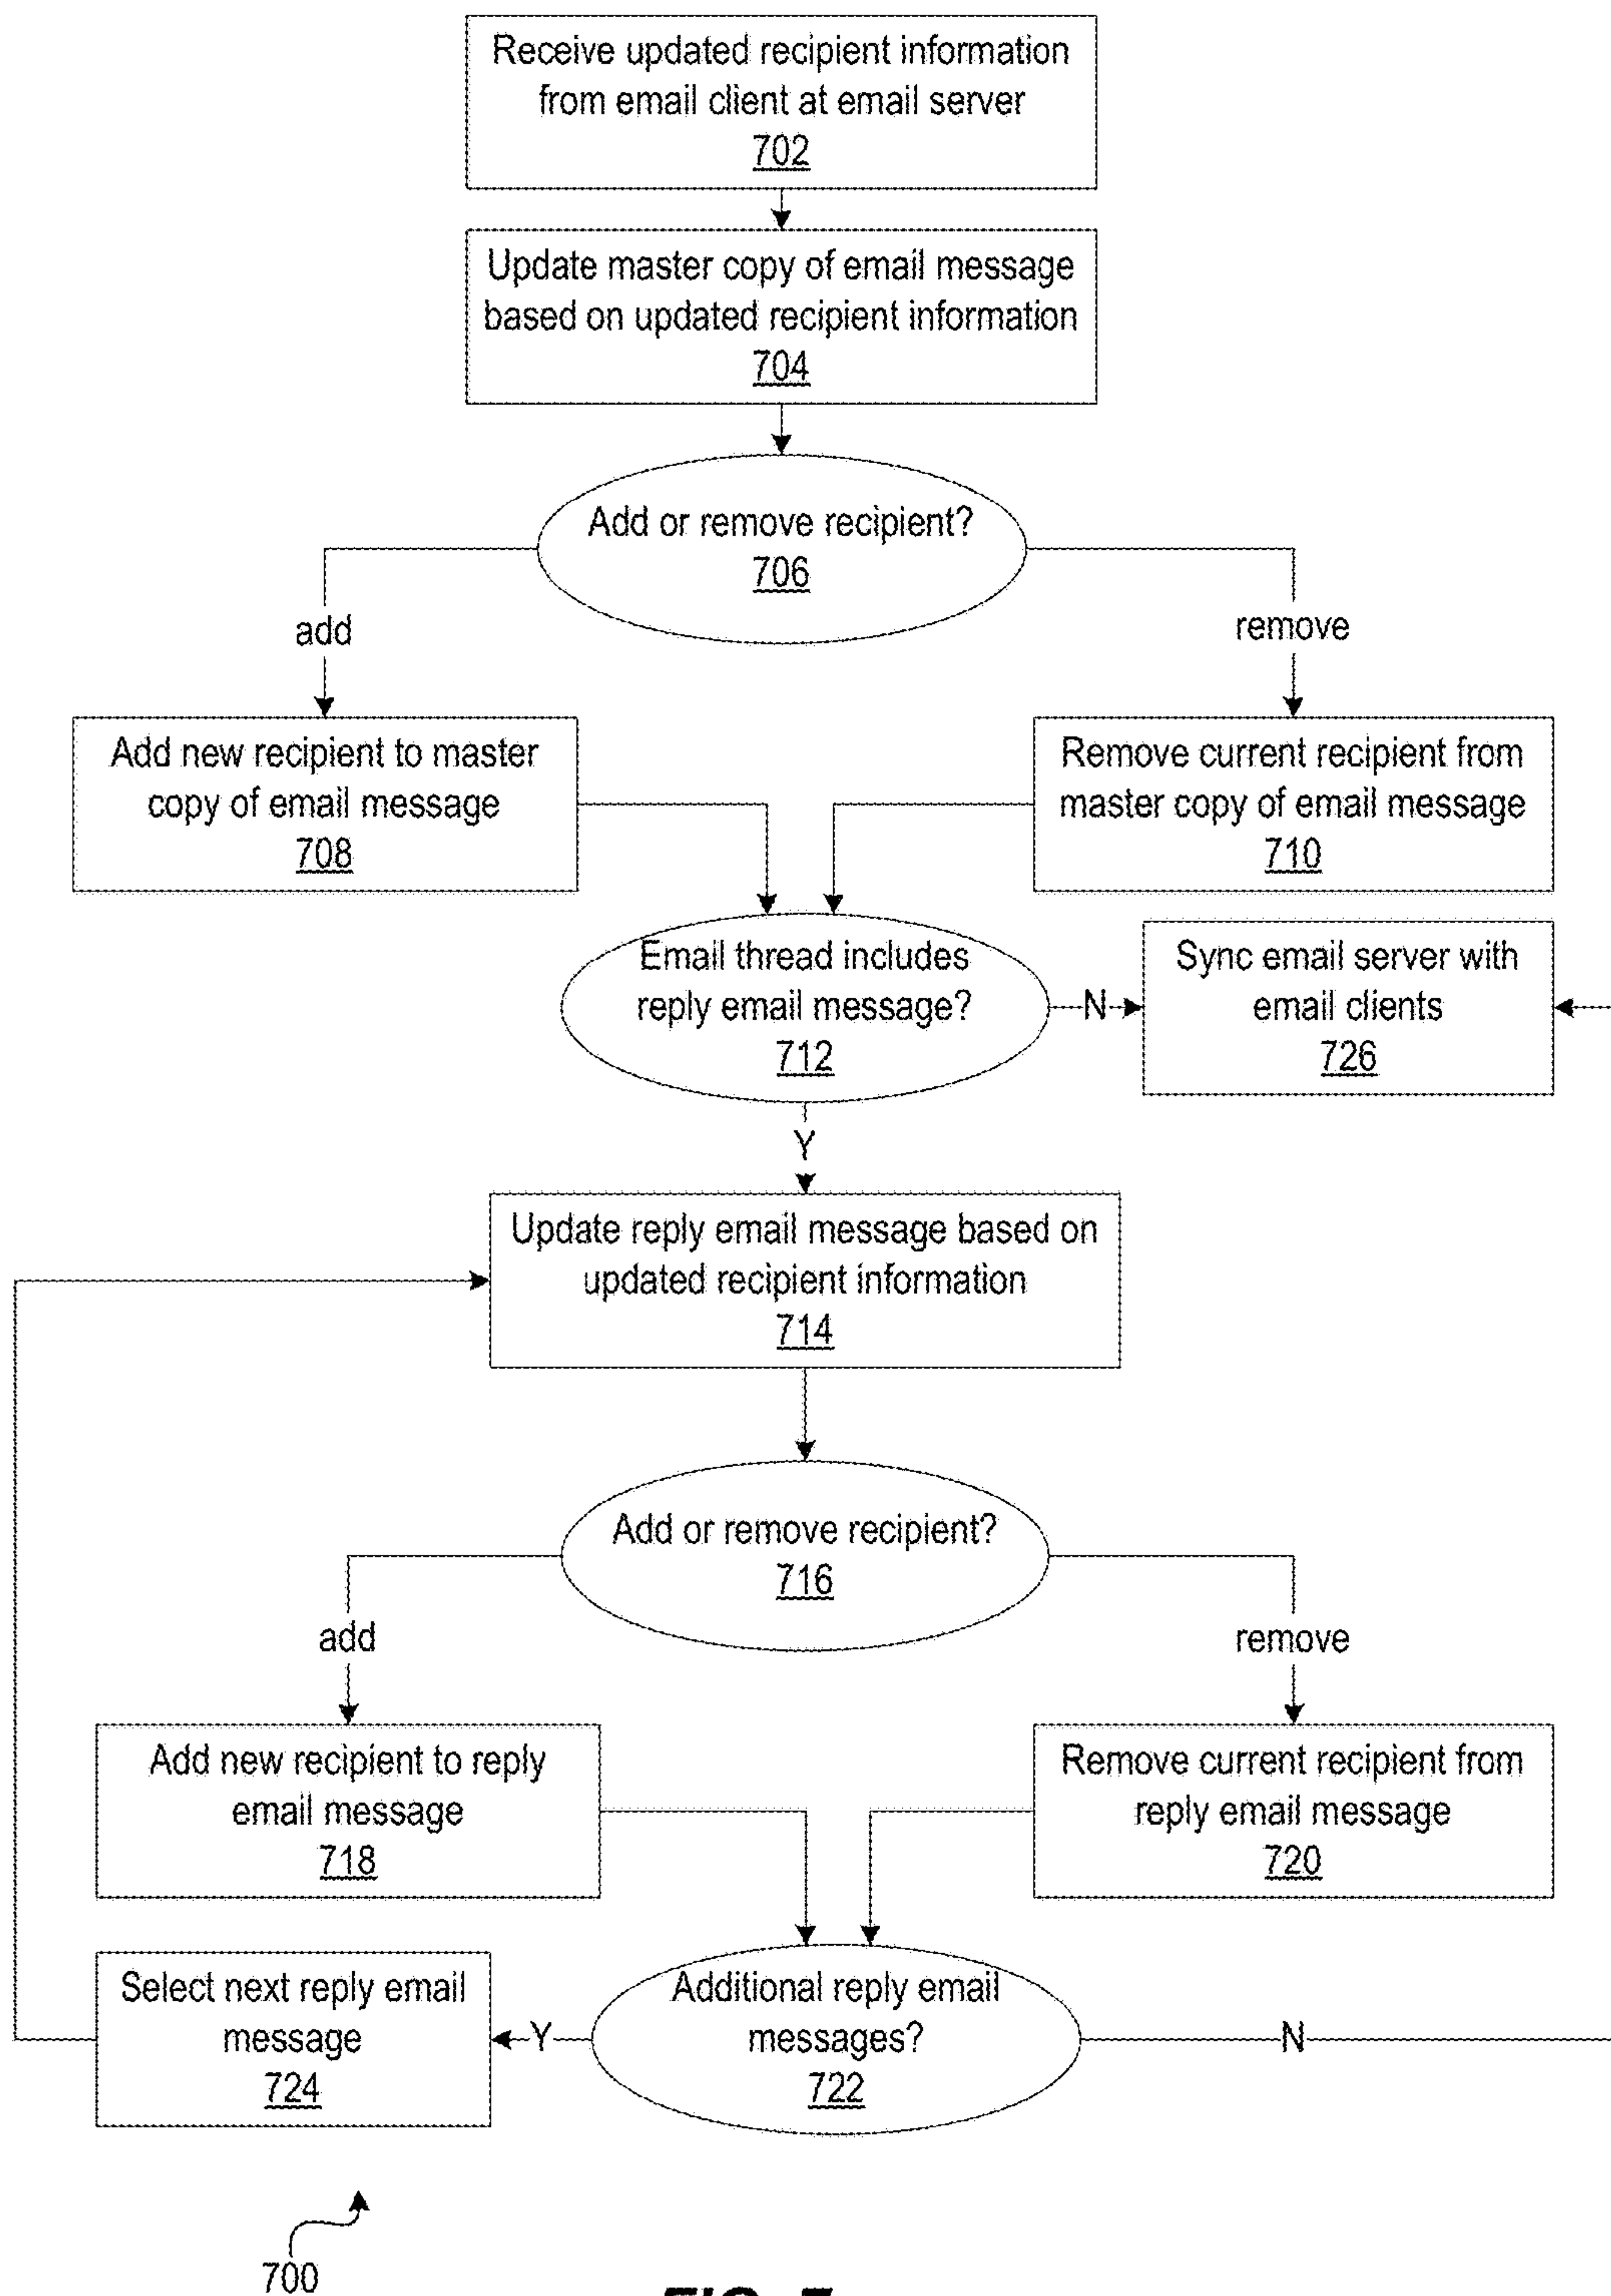 Receive updated recipient information
from email client at email server
702
Update master copy of email message
based on updated recipient information
704
Add or remove recipient?
706
add
remove
Add new recipient to master
copy of email message
708
Remove current recipient from
master copy of email message
710
Email thread includes
reply email message?
712
N
Sync email server with
email clients
726
Y
Update reply email message based on
updated recipient information
714
Add or remove recipient?
716
add
remove
Add new recipient to reply
email message
718
Remove current recipient from
reply email message
720
Select next reply email
message
724
Y
Additional reply email
messages?
722
N
700